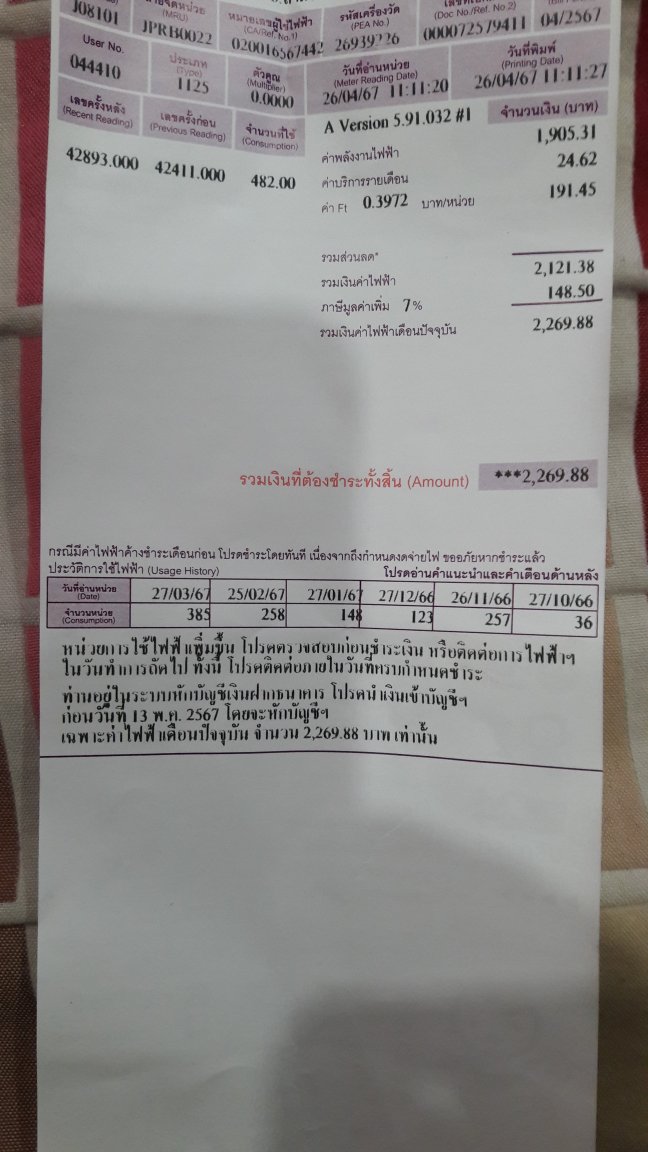 (MRU) หมายเลขผู้ใช้ไฟฟ้า รหัสเครื่องวัด
(CA/Ref. No.1) (PEA No.) (Doc No./Ref. No.2)
J08101 JPRB0022 020016567442 000072579411 04/2567
User No. ประเภท ตัวคูณ วันที่อ่านหน่วย วันที่พิมพ์
(Type) (Multiplier) (Meter Reading Date) (Printing Date)
044410 1125 0.0000 26/04/67 11:11:20 26/04/67 11:11:27
เลขครั้งหลัง เลขครั้งก่อน จำนวนที่ใช้
(Recent Reading) (Previous Reading) (Consumption)
42893.000 42411.000 482.00
A Version 5.91.032 #1 จำนวนเงิน (บาท)
ค่าพลังงานไฟฟ้า 1,905.31
ค่าบริการรายเดือน 24.62
ค่า Ft 0.3972 บาท/หน่วย 191.45
รวมส่วนลด*
รวมเงินค่าไฟฟ้า 2,121.38
ภาษีมูลค่าเพิ่ม 7% 148.50
รวมเงินค่าไฟฟ้าเดือนปัจจุบัน 2,269.88
รวมเงินที่ต้องชำระทั้งสิ้น (Amount) ***2,269.88
กรณีมีค่าไฟฟ้าค้างชำระเดือนก่อน โปรดชำระโดยทันที เนื่องจากถึงกำหนดงดจ่ายไฟ ขออภัยหากชำระแล้ว
ประวัติการใช้ไฟฟ้า (Usage History) โปรดอ่านคำแนะนำและคำเตือนด้านหลัง
วันที่อ่านหน่วย (Date) 27/03/67 25/02/67 27/01/67 27/12/66 26/11/66 27/10/66
จำนวนหน่วย (Consumption) 385 258 148 123 257 36
หน่วยการใช้ไฟฟ้าเพิ่มขึ้น โปรดตรวจสอบก่อนชำระเงิน หรือติดต่อการไฟฟ้าฯ
ในวันทำการถัดไป ทั้งนี้ โปรดติดต่อภายในวันที่ครบกำหนดชำระ
ท่านอยู่ในระบบหักบัญชีเงินฝากธนาคาร โปรดนำเงินเข้าบัญชีฯ
ก่อนวันที่ 13 พ.ค. 2567 โดยจะหักบัญชีฯ
เฉพาะค่าไฟฟ้าเดือนปัจจุบัน จำนวน 2,269.88 บาท เท่านั้น